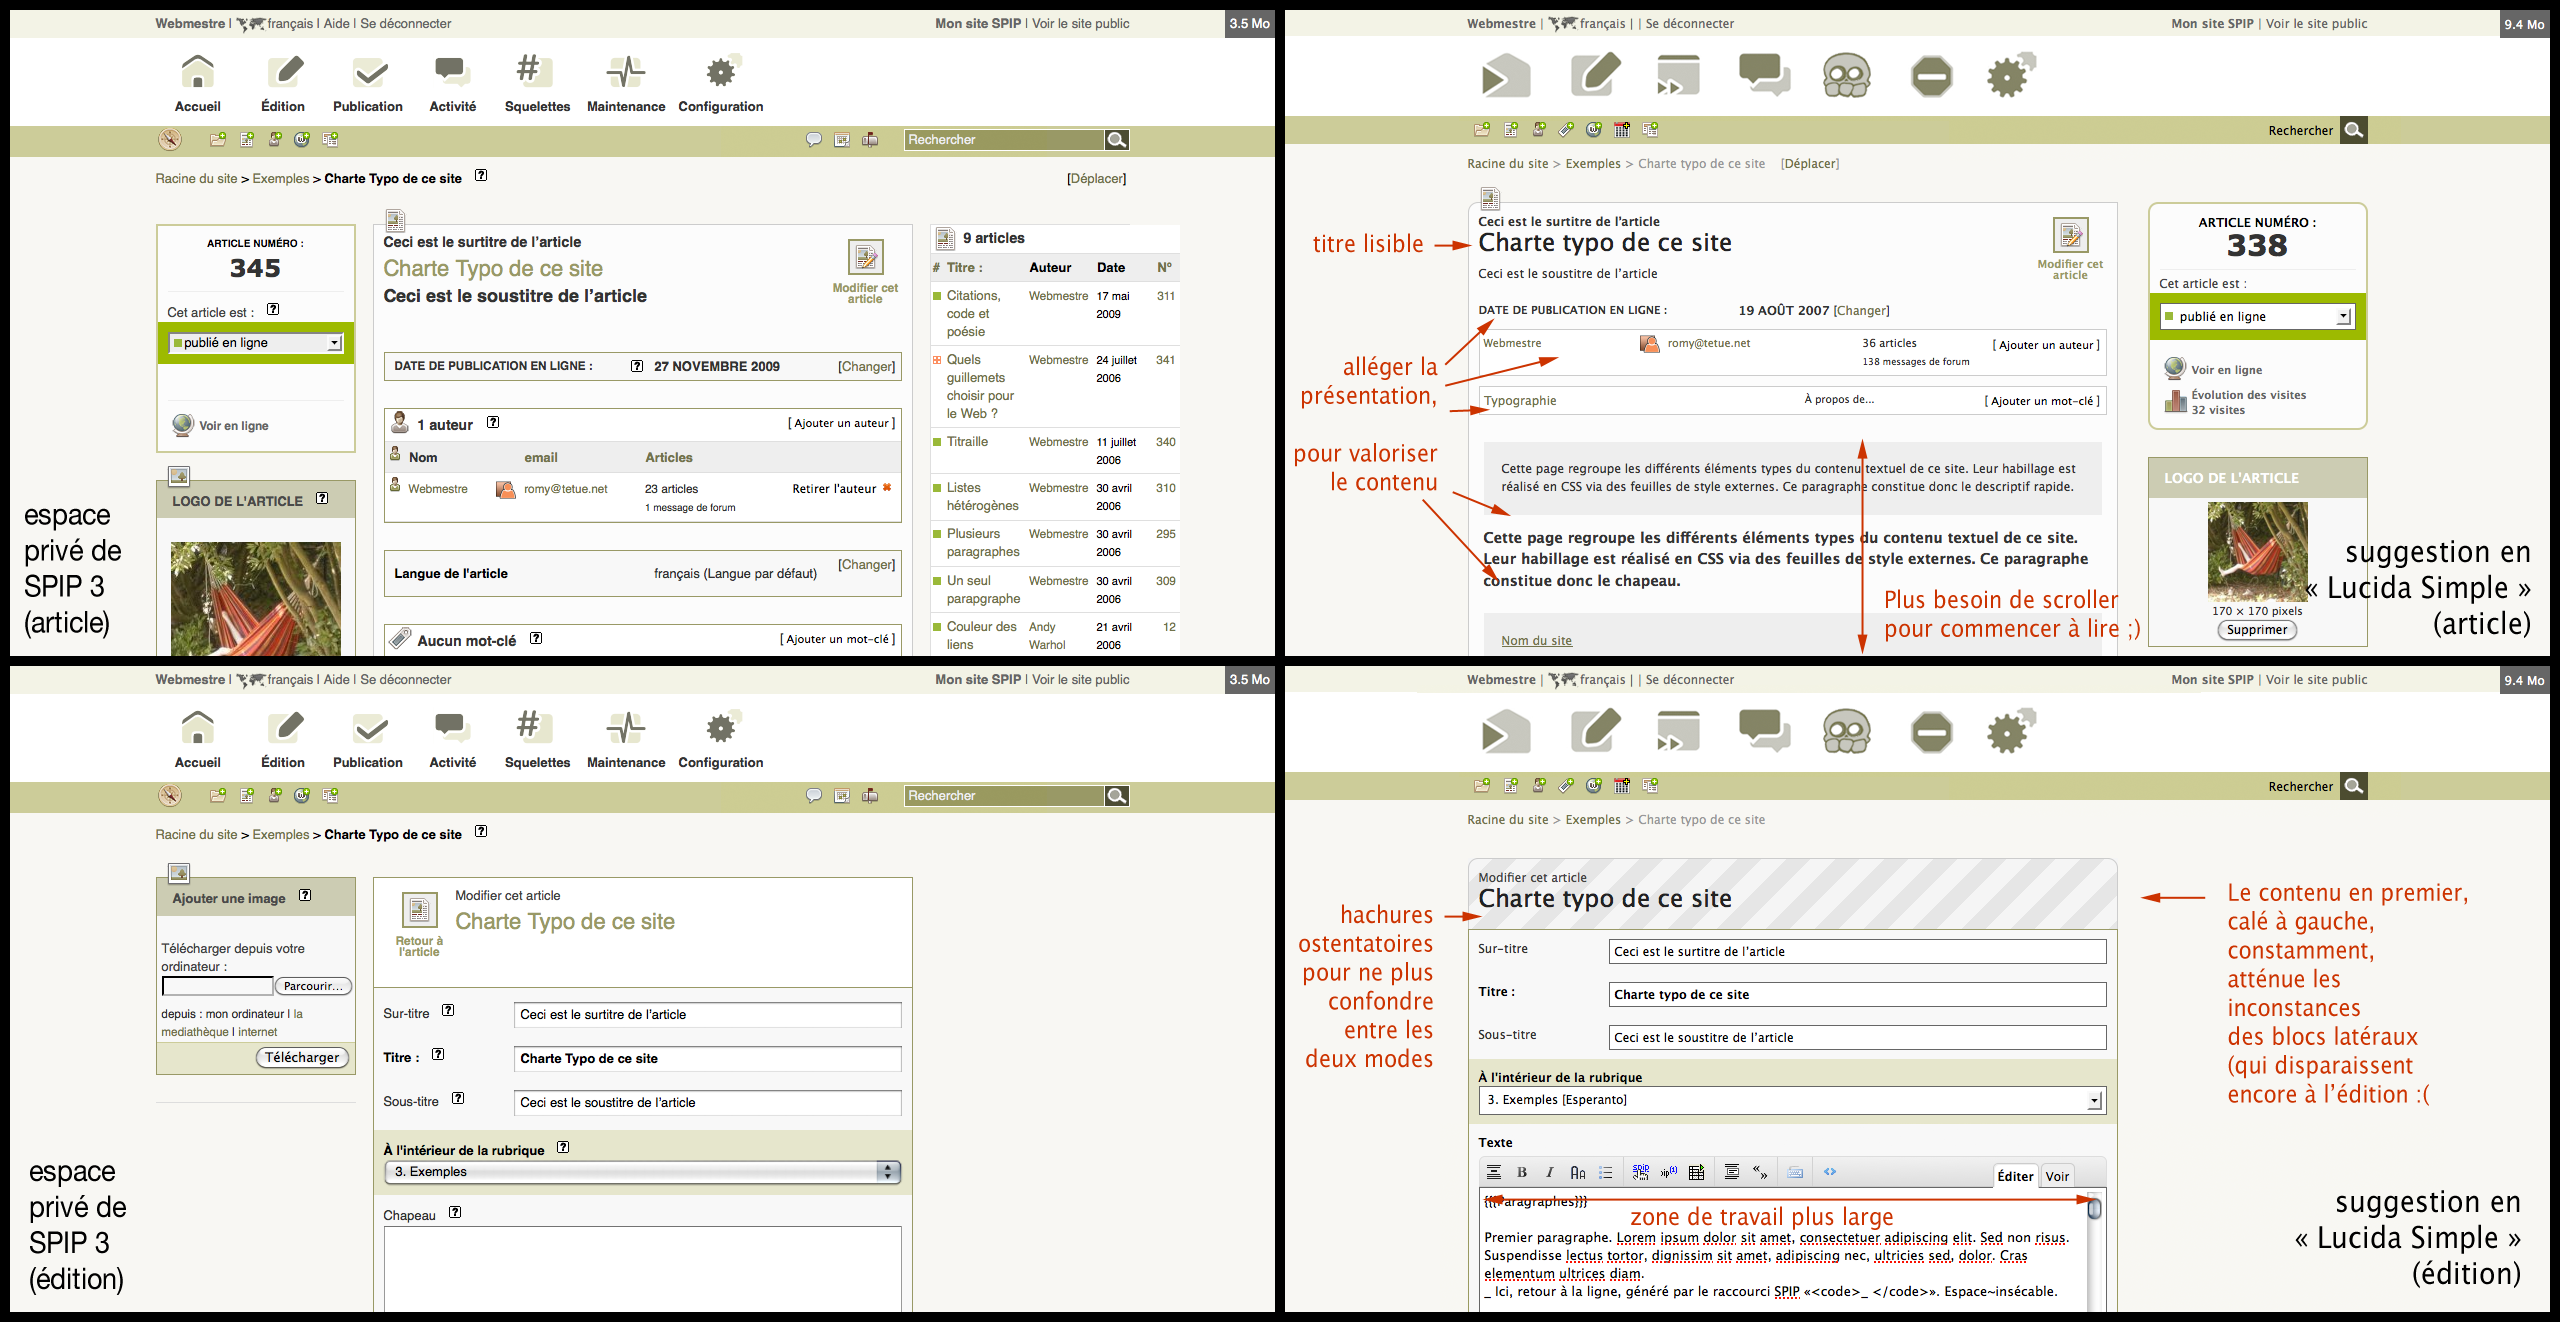 Webmestre | français | Aide | Se déconnecter
Mon site SPIP | Voir le site public
3.5 Mo
Accueil
Édition
Publication
Activité
Squelettes
Maintenance
Configuration
Rechercher
Racine du site > Exemples > Charte Typo de ce site ?
[Déplacer]
ARTICLE NUMÉRO :
345
Cet article est : ?
publié en ligne
Voir en ligne
LOGO DE L'ARTICLE ?
espace
privé de
SPIP 3
(article)
Ceci est le surtitre de l'article
Charte Typo de ce site
Ceci est le soustitre de l'article
Modifier cet
article
DATE DE PUBLICATION EN LIGNE : ? 27 NOVEMBRE 2009 [Changer]
1 auteur ? [ Ajouter un auteur ]
Nom email Articles
Webmestre romy@tetue.net 23 articles Retirer l'auteur
1 message de forum
Langue de l'article français (Langue par défaut) [Changer]
Aucun mot-clé ? [ Ajouter un mot-clé ]
9 articles
# Titre : Auteur Date N°
Citations, code et poésie Webmestre 17 mai 2009 311
Quels guillemets choisir pour le Web ? Webmestre 24 juillet 2006 341
Titraille Webmestre 11 juillet 2006 340
Listes hétérogènes Webmestre 30 avril 2006 310
Plusieurs paragraphes Webmestre 30 avril 2006 295
Un seul parapgraphe Webmestre 30 avril 2006 309
Couleur des liens Andy Warhol 21 avril 2006 12
Webmestre | français | | Se déconnecter
Mon site SPIP | Voir le site public
9.4 Mo
Rechercher
Racine du site > Exemples > Charte typo de ce site [Déplacer]
titre lisible
Ceci est le surtitre de l'article
Charte typo de ce site
Ceci est le soustitre de l'article
Modifier cet
article
DATE DE PUBLICATION EN LIGNE : 19 AOÛT 2007 [Changer]
Webmestre romy@tetue.net 36 articles [ Ajouter un auteur ]
138 messages de forum
Typographie À propos de... [ Ajouter un mot-clé ]
alléger la
présentation,
pour valoriser
le contenu
Cette page regroupe les différents éléments types du contenu textuel de ce site. Leur habillage est
réalisé en CSS via des feuilles de style externes. Ce paragraphe constitue donc le descriptif rapide.
Cette page regroupe les différents éléments types du contenu textuel de ce site.
Leur habillage est réalisé en CSS via des feuilles de style externes. Ce paragraphe
constitue donc le chapeau.
Plus besoin de scroller
pour commencer à lire ;)
Nom du site
ARTICLE NUMÉRO :
338
Cet article est :
publié en ligne
Voir en ligne
Évolution des visites
32 visites
LOGO DE L'ARTICLE
170 × 170 pixels
Supprimer
suggestion en
« Lucida Simple »
(article)
Webmestre | français | Aide | Se déconnecter
Mon site SPIP | Voir le site public
3.5 Mo
Accueil
Édition
Publication
Activité
Squelettes
Maintenance
Configuration
Rechercher
Racine du site > Exemples > Charte Typo de ce site ?
Ajouter une image ?
Télécharger depuis votre
ordinateur :
Parcourir...
depuis : mon ordinateur | la
mediathèque | internet
Télécharger
espace
privé de
SPIP 3
(édition)
Retour à
l'article
Modifier cet article
Charte Typo de ce site
Sur-titre ? Ceci est le surtitre de l'article
Titre : ? Charte Typo de ce site
Sous-titre ? Ceci est le soustitre de l'article
À l'intérieur de la rubrique ?
3. Exemples
Chapeau ?
Webmestre | français | | Se déconnecter
Mon site SPIP | Voir le site public
9.4 Mo
Rechercher
Racine du site > Exemples > Charte typo de ce site
Modifier cet article
Charte typo de ce site
hachures
ostentatoires
pour ne plus
confondre
entre les
deux modes
Sur-titre Ceci est le surtitre de l'article
Titre : Charte typo de ce site
Sous-titre Ceci est le soustitre de l'article
À l'intérieur de la rubrique
3. Exemples [Esperanto]
Texte
Éditer Voir
{{{Paragraphes}}}
zone de travail plus large
Premier paragraphe. Lorem ipsum dolor sit amet, consectetuer adipiscing elit. Sed non risus.
Suspendisse lectus tortor, dignissim sit amet, adipiscing nec, ultricies sed, dolor. Cras
elementum ultrices diam.
_ Ici, retour à la ligne, généré par le raccourci SPIP «<code>_ </code>». Espace~insécable.
Le contenu en premier,
calé à gauche,
constamment,
atténue les
inconstances
des blocs latéraux
(qui disparaissent
encore à l'édition :(
suggestion en
« Lucida Simple »
(édition)